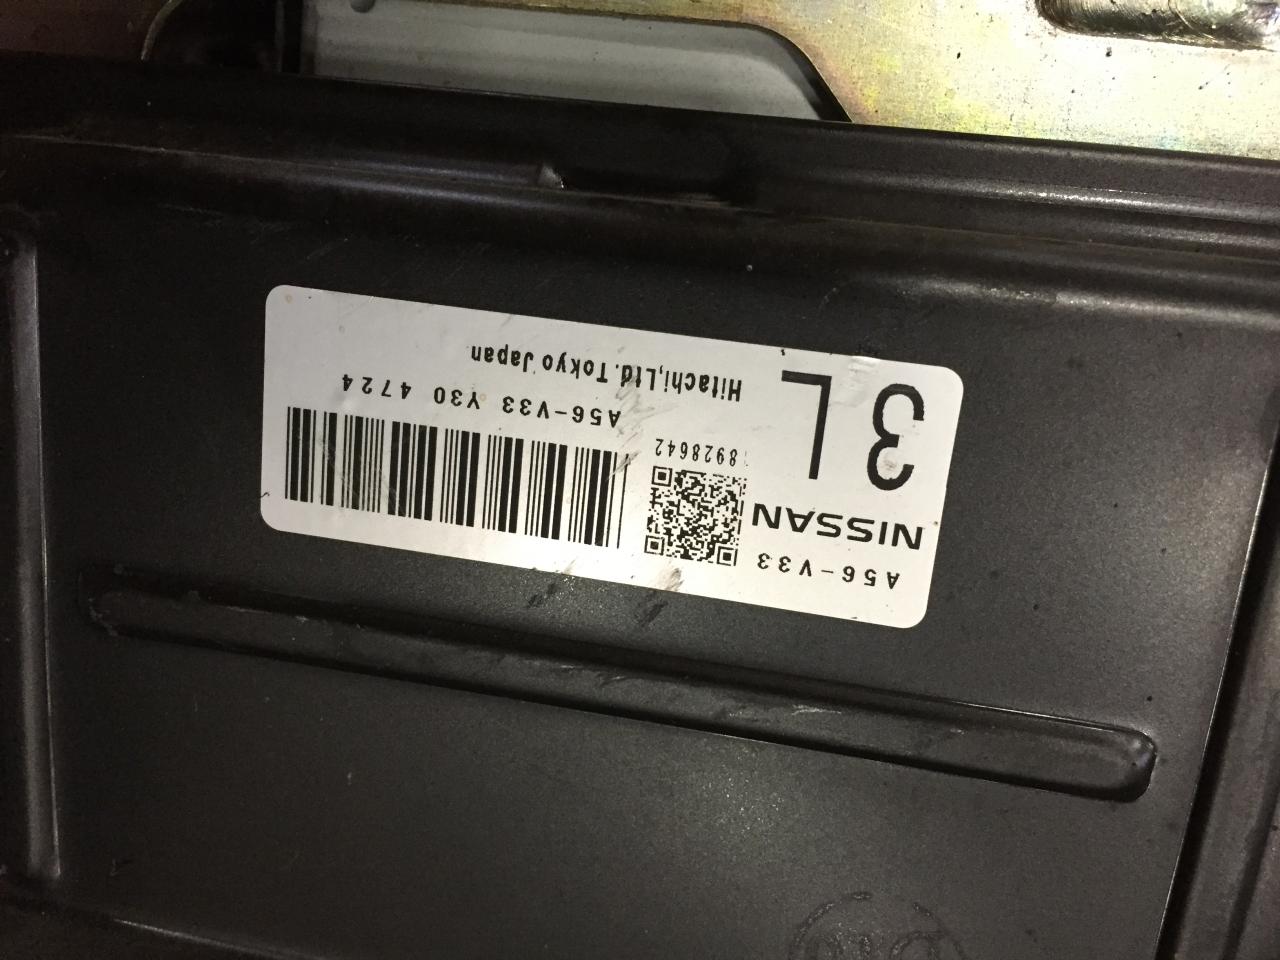 A56-V33
NISSAN
3L
8928642
A56-V33 Y30 4724
Hitachi,Ltd.Tokyo Japan